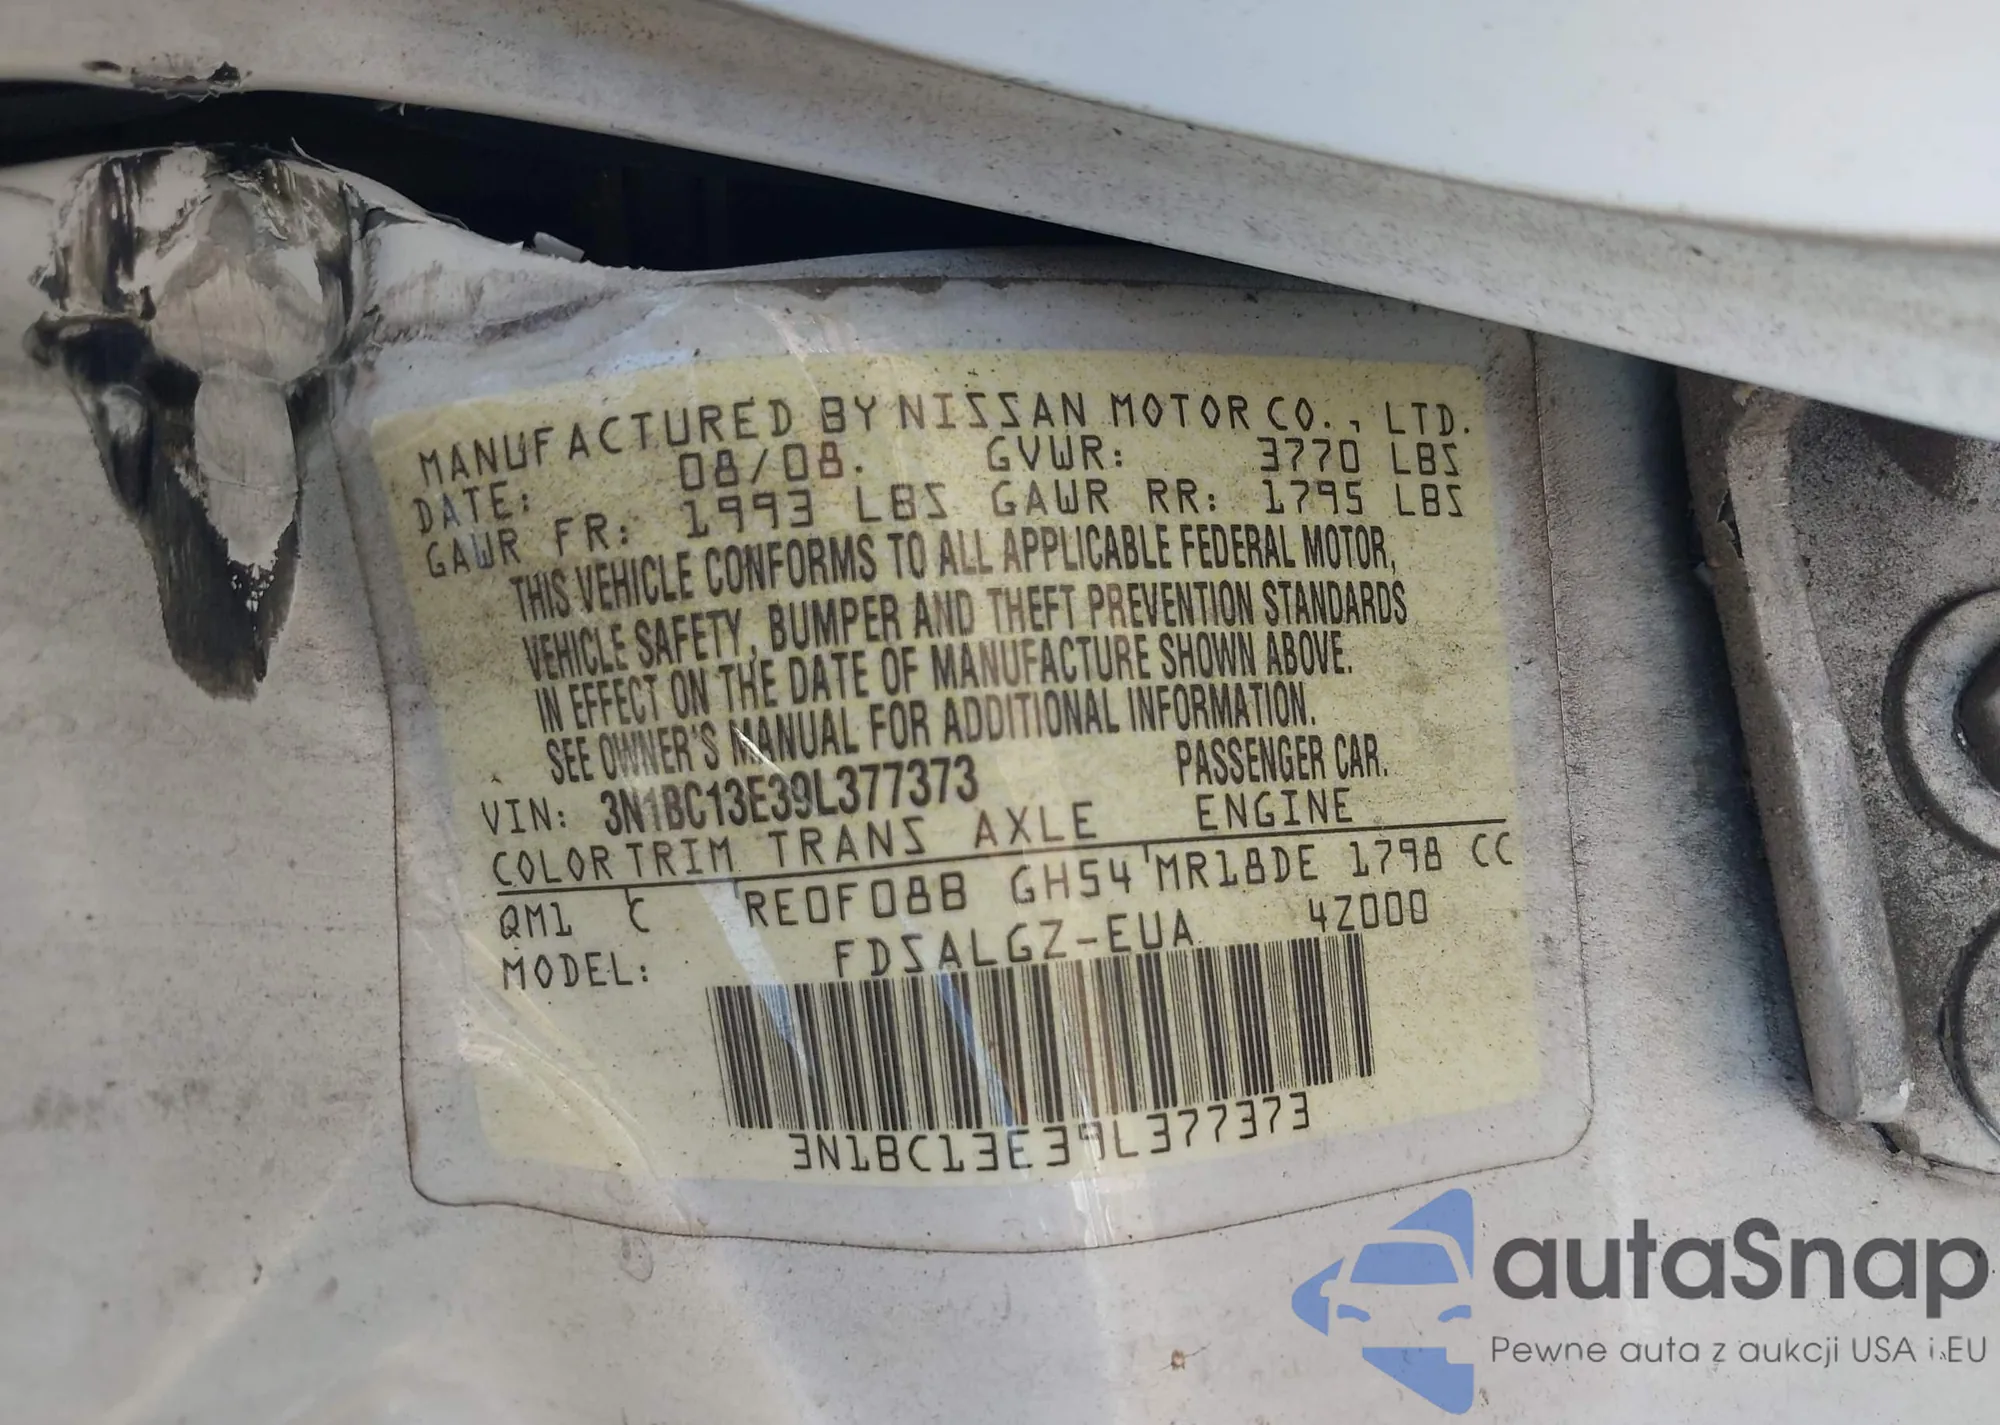 MANUFACTURED BY NISSAN MOTOR CO., LTD.
DATE: 08/08. GVWR: 3770 LBS
GAWR FR: 1993 LBS GAWR RR: 1795 LBS
THIS VEHICLE CONFORMS TO ALL APPLICABLE FEDERAL MOTOR,
VEHICLE SAFETY, BUMPER AND THEFT PREVENTION STANDARDS
IN EFFECT ON THE DATE OF MANUFACTURE SHOWN ABOVE.
SEE OWNER'S MANUAL FOR ADDITIONAL INFORMATION.
VIN: 3N1BC13E39L377373 PASSENGER CAR.
COLOR TRIM TRANS AXLE ENGINE
QM1 C RE0F08B GH54 MR18DE 1798 CC
MODEL: FDSALGZ-EUA 4Z000
3N1BC13E39L377373
autaSnap
Pewne auta z aukcji USA i EU